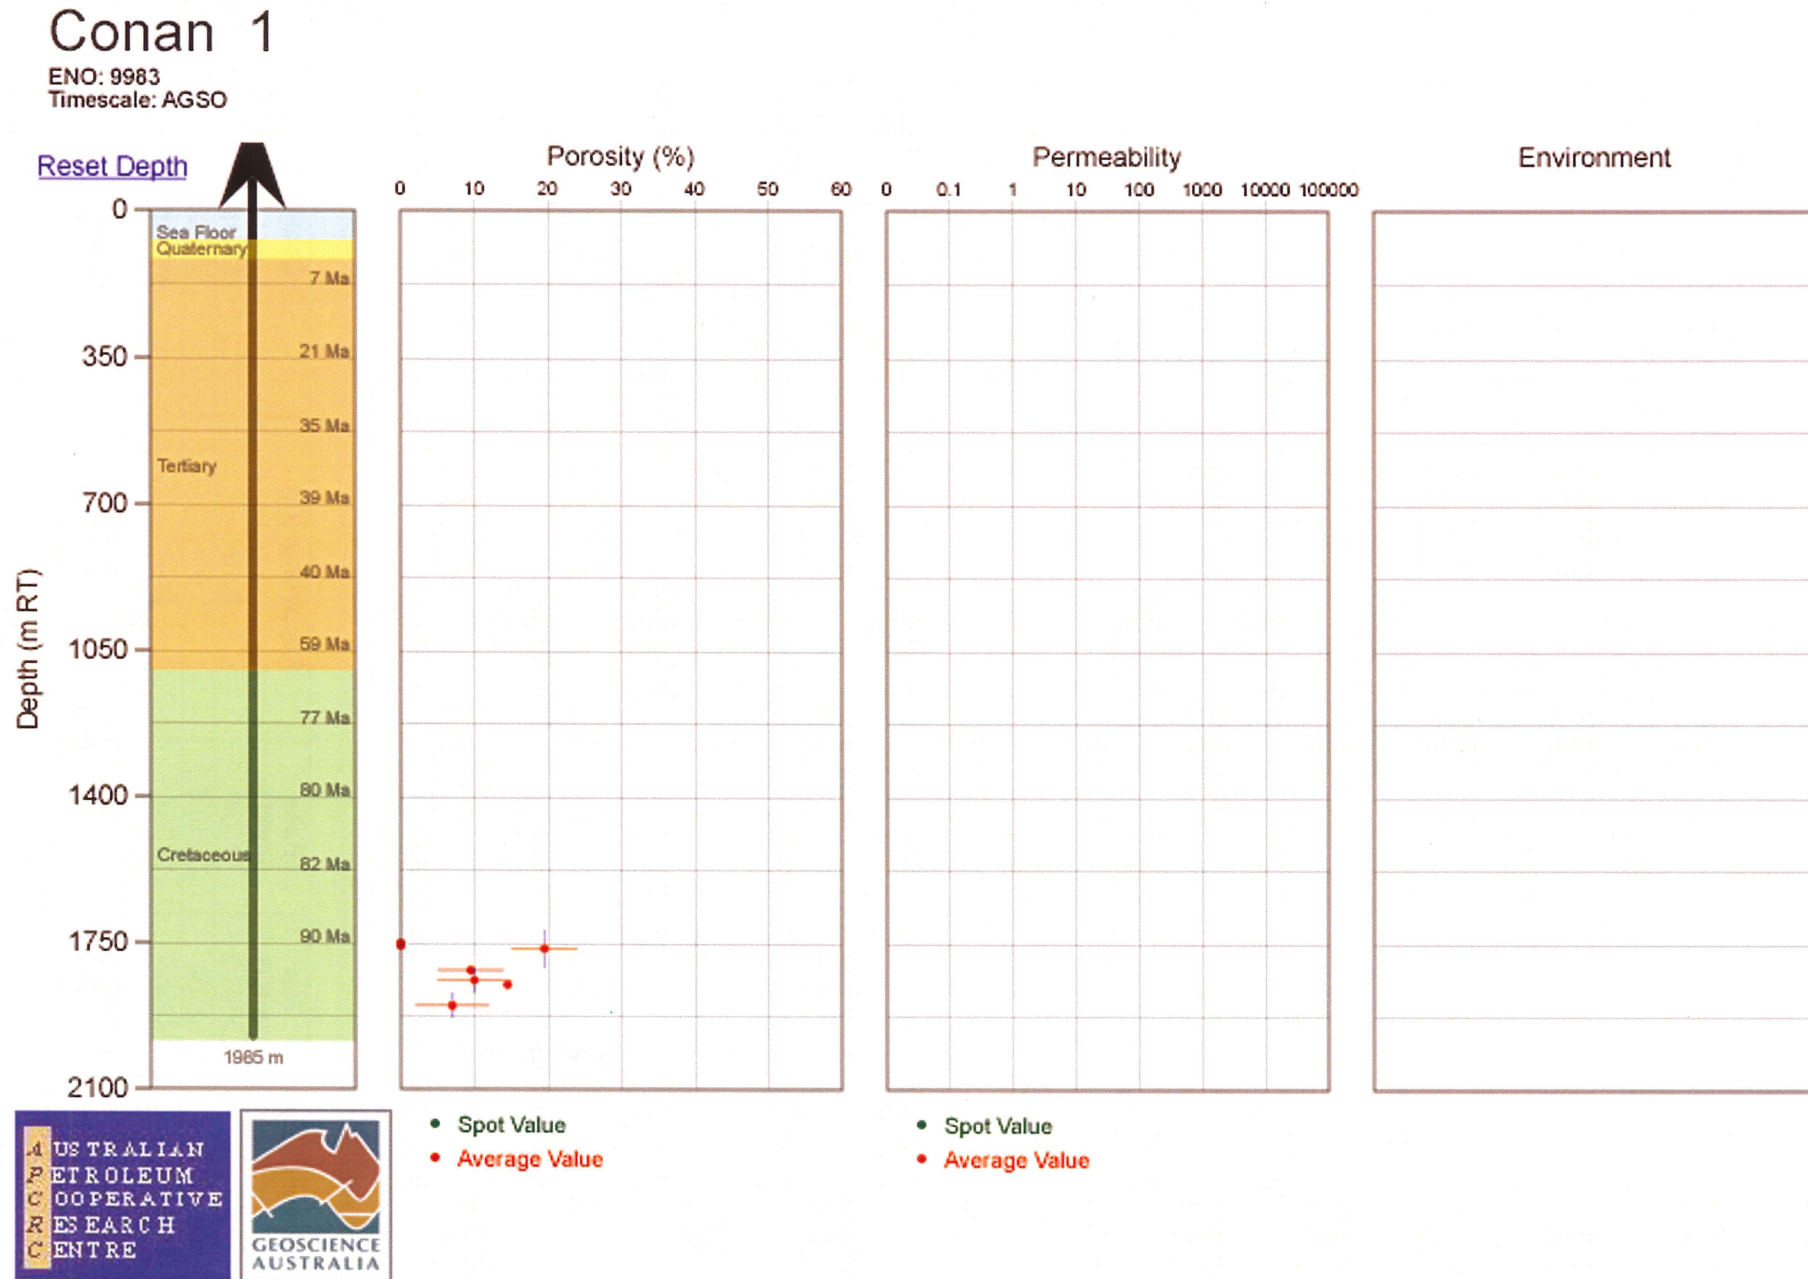 Conan 1
ENO: 9983
Timescale: AGSO
Reset Depth
Porosity (%)
Permeability
Environment
0 10 20 30 40 50 60
0 0.1 1 10 100 1000 10000 100000
0
Sea Floor
Quaternary
7 Ma
350
21 Ma
35 Ma
Tertiary
700
39 Ma
40 Ma
Depth (m RT)
1050
59 Ma
77 Ma
1400
80 Ma
Cretaceous
82 Ma
1750
90 Ma
1985 m
2100
Spot Value
Average Value
Spot Value
Average Value
AUSTRALIAN
PETROLEUM
COOPERATIVE
RESEARCH
CENTRE
GEOSCIENCE
AUSTRALIA